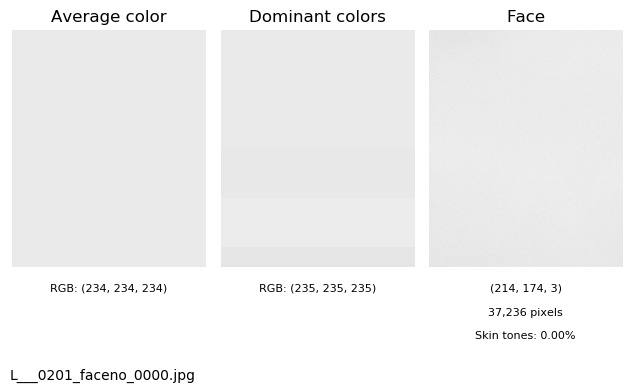 Average color
Dominant colors
Face
RGB: (234, 234, 234)
RGB: (235, 235, 235)
(214, 174, 3)
37,236 pixels
Skin tones: 0.00%
L___0201_faceno_0000.jpg